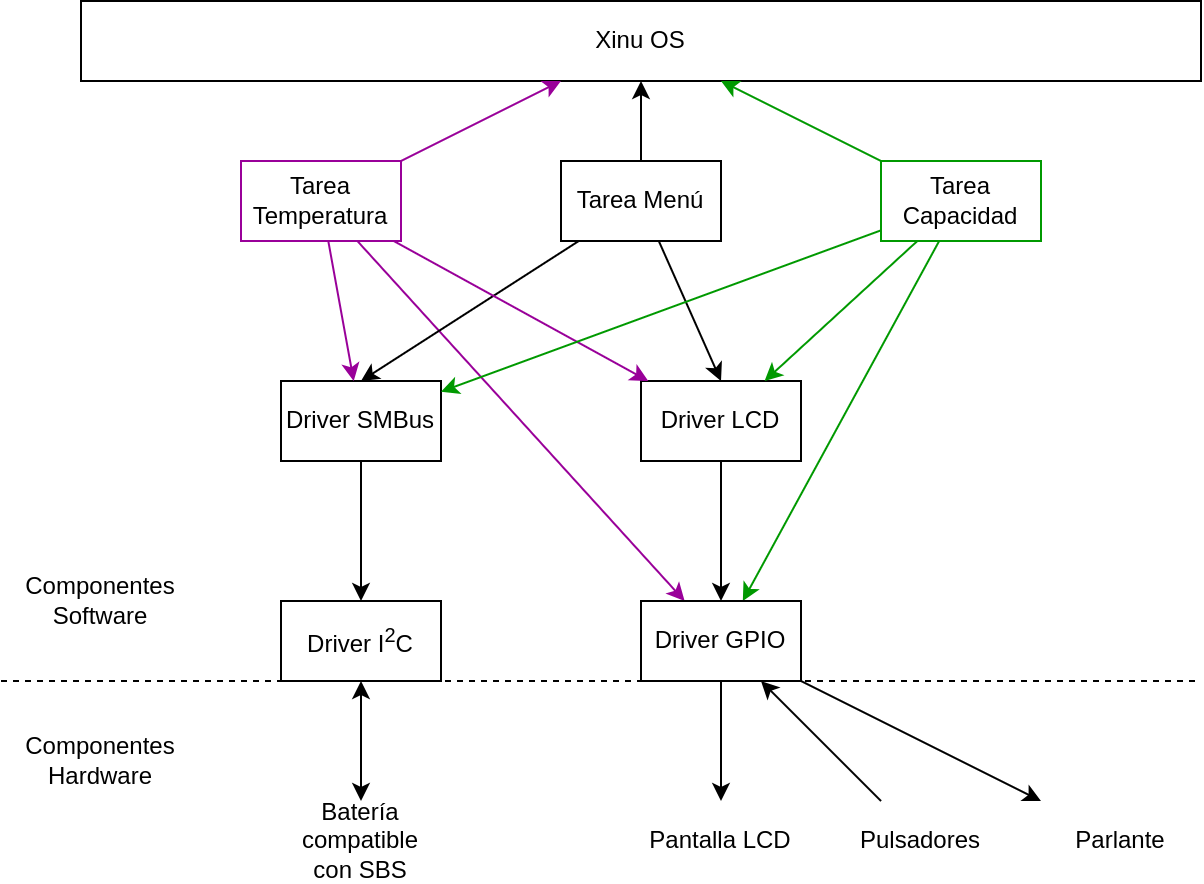 Xinu OS
Tarea
Temperatura
Tarea Menú
Tarea
Capacidad
Driver SMBus
Driver LCD
Componentes
Software
Driver I²C
Driver GPIO
Componentes
Hardware
Batería
compatible
con SBS
Pantalla LCD
Pulsadores
Parlante